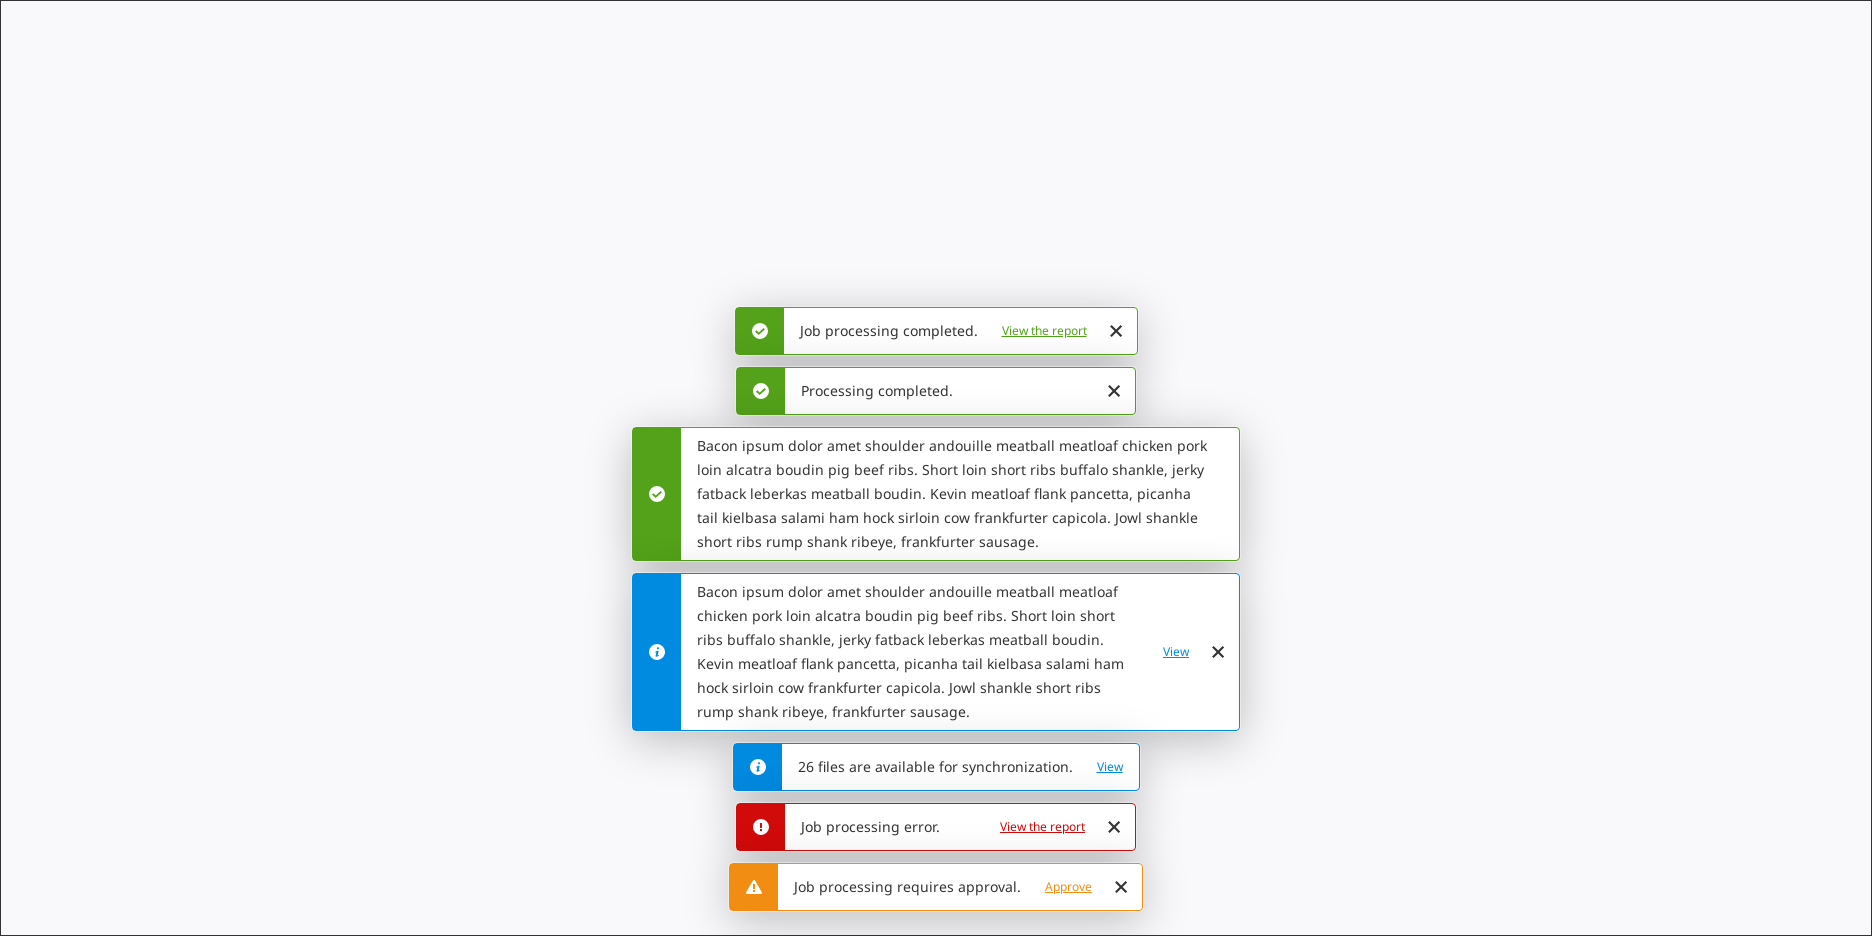 Job processing completed. View the report
Processing completed.
Bacon ipsum dolor amet shoulder andouille meatball meatloaf chicken pork
loin alcatra boudin pig beef ribs. Short loin short ribs buffalo shankle, jerky
fatback leberkas meatball boudin. Kevin meatloaf flank pancetta, picanha
tail kielbasa salami ham hock sirloin cow frankfurter capicola. Jowl shankle
short ribs rump shank ribeye, frankfurter sausage.
Bacon ipsum dolor amet shoulder andouille meatball meatloaf
chicken pork loin alcatra boudin pig beef ribs. Short loin short
ribs buffalo shankle, jerky fatback leberkas meatball boudin.
Kevin meatloaf flank pancetta, picanha tail kielbasa salami ham
hock sirloin cow frankfurter capicola. Jowl shankle short ribs
rump shank ribeye, frankfurter sausage.
View
26 files are available for synchronization. View
Job processing error. View the report
Job processing requires approval. Approve